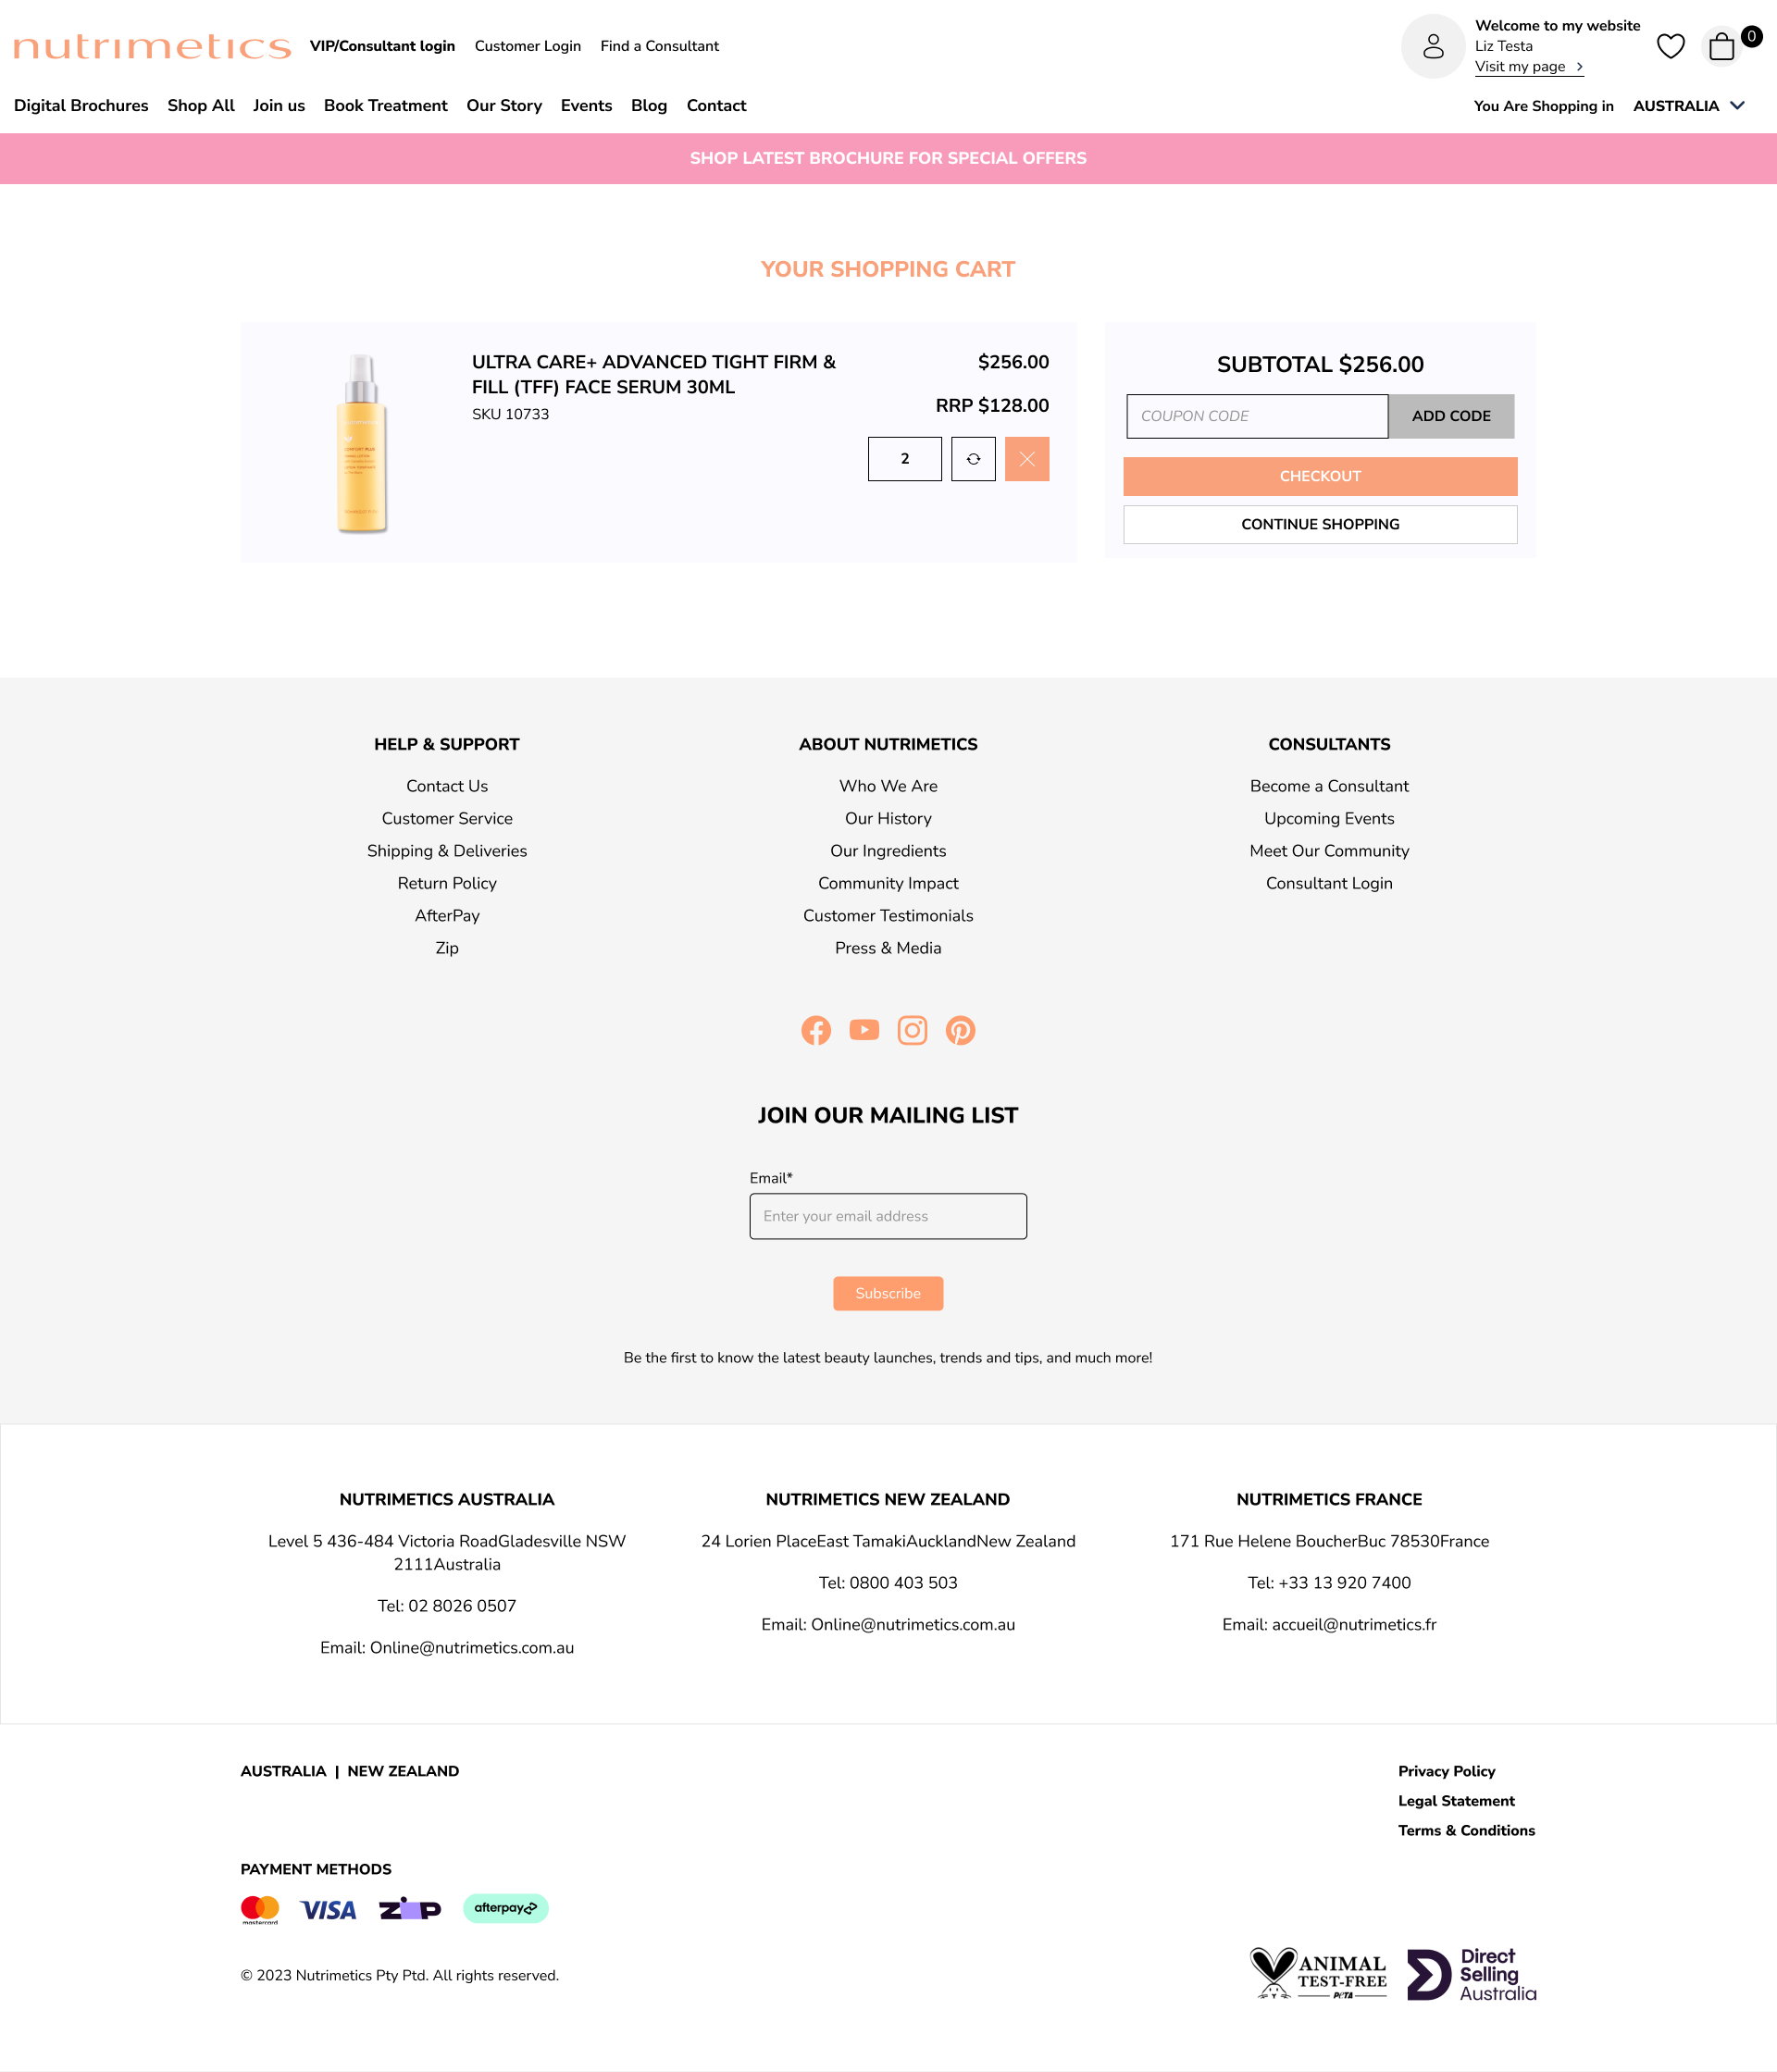 nutrimetics
VIP/Consultant login
Customer Login
Find a Consultant
Welcome to my website
Liz Testa
Visit my page
0
Digital Brochures
Shop All
Join us
Book Treatment
Our Story
Events
Blog
Contact
You Are Shopping in
AUSTRALIA
SHOP LATEST BROCHURE FOR SPECIAL OFFERS
YOUR SHOPPING CART
ULTRA CARE+ ADVANCED TIGHT FIRM &
FILL (TFF) FACE SERUM 30ML
SKU 10733
$256.00
RRP $128.00
2
SUBTOTAL $256.00
COUPON CODE
ADD CODE
CHECKOUT
CONTINUE SHOPPING
HELP & SUPPORT
Contact Us
Customer Service
Shipping & Deliveries
Return Policy
AfterPay
Zip
ABOUT NUTRIMETICS
Who We Are
Our History
Our Ingredients
Community Impact
Customer Testimonials
Press & Media
CONSULTANTS
Become a Consultant
Upcoming Events
Meet Our Community
Consultant Login
JOIN OUR MAILING LIST
Email*
Enter your email address
Subscribe
Be the first to know the latest beauty launches, trends and tips, and much more!
NUTRIMETICS AUSTRALIA
Level 5 436-484 Victoria RoadGladesville NSW
2111Australia
Tel: 02 8026 0507
Email: Online@nutrimetics.com.au
NUTRIMETICS NEW ZEALAND
24 Lorien PlaceEast TamakiAucklandNew Zealand
Tel: 0800 403 503
Email: Online@nutrimetics.com.au
NUTRIMETICS FRANCE
171 Rue Helene BoucherBuc 78530France
Tel: +33 13 920 7400
Email: accueil@nutrimetics.fr
AUSTRALIA | NEW ZEALAND
Privacy Policy
Legal Statement
Terms & Conditions
PAYMENT METHODS
mastercard
VISA
ZIP
afterpay
© 2023 Nutrimetics Pty Ptd. All rights reserved.
ANIMAL
TEST-FREE
PETA
Direct
Selling
Australia